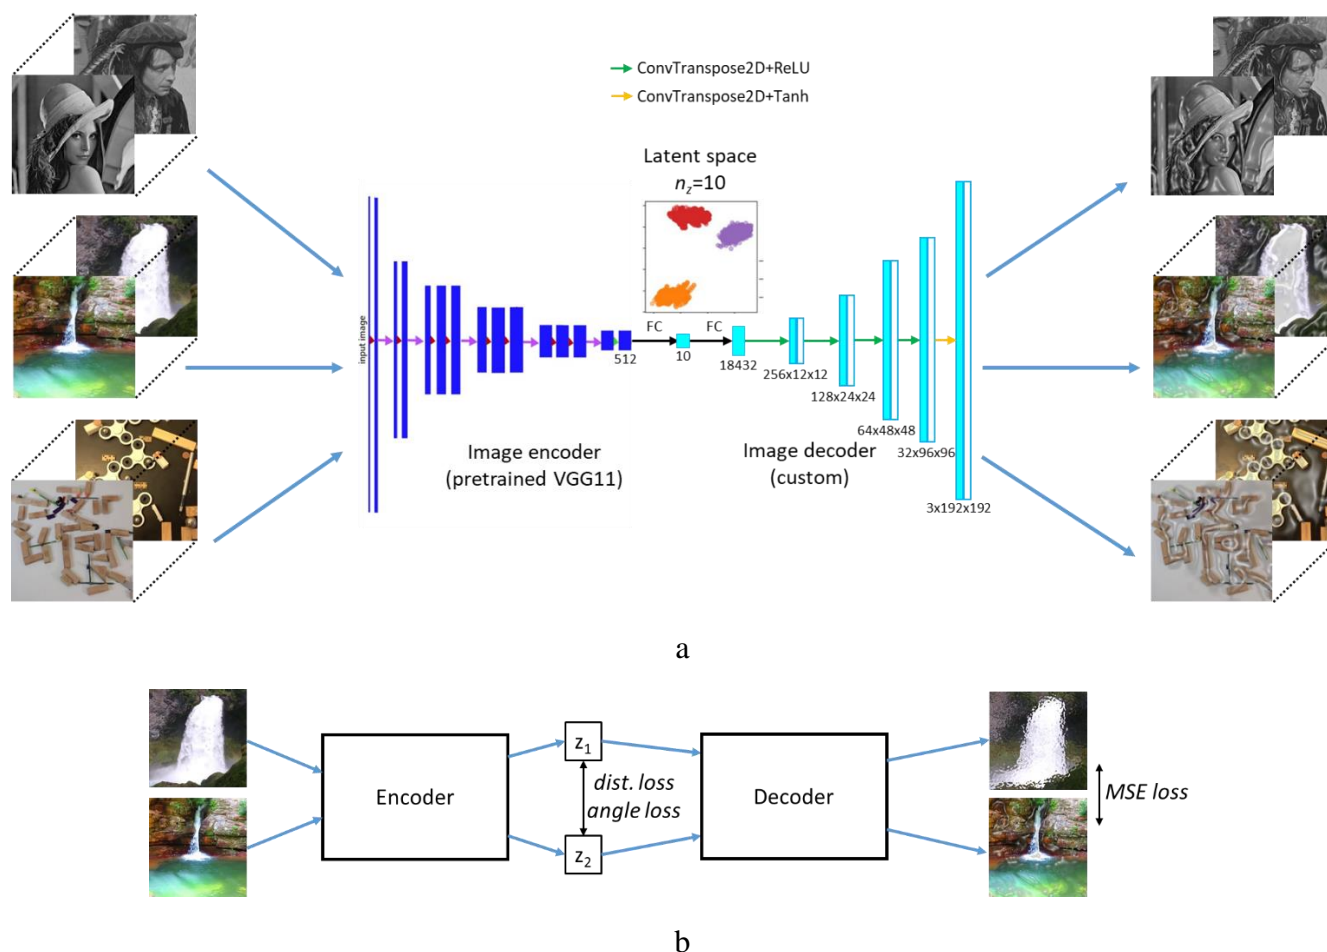 ConvTranspose2D+ReLU
ConvTranspose2D+Tanh
Latent space
n_z=10
input image
FC
FC
512
10
18432
256x12x12
128x24x24
64x48x48
32x96x96
3x192x192
Image encoder
(pretrained VGG11)
Image decoder
(custom)
a
Encoder
z₁
dist. loss
angle loss
z₂
Decoder
MSE loss
b